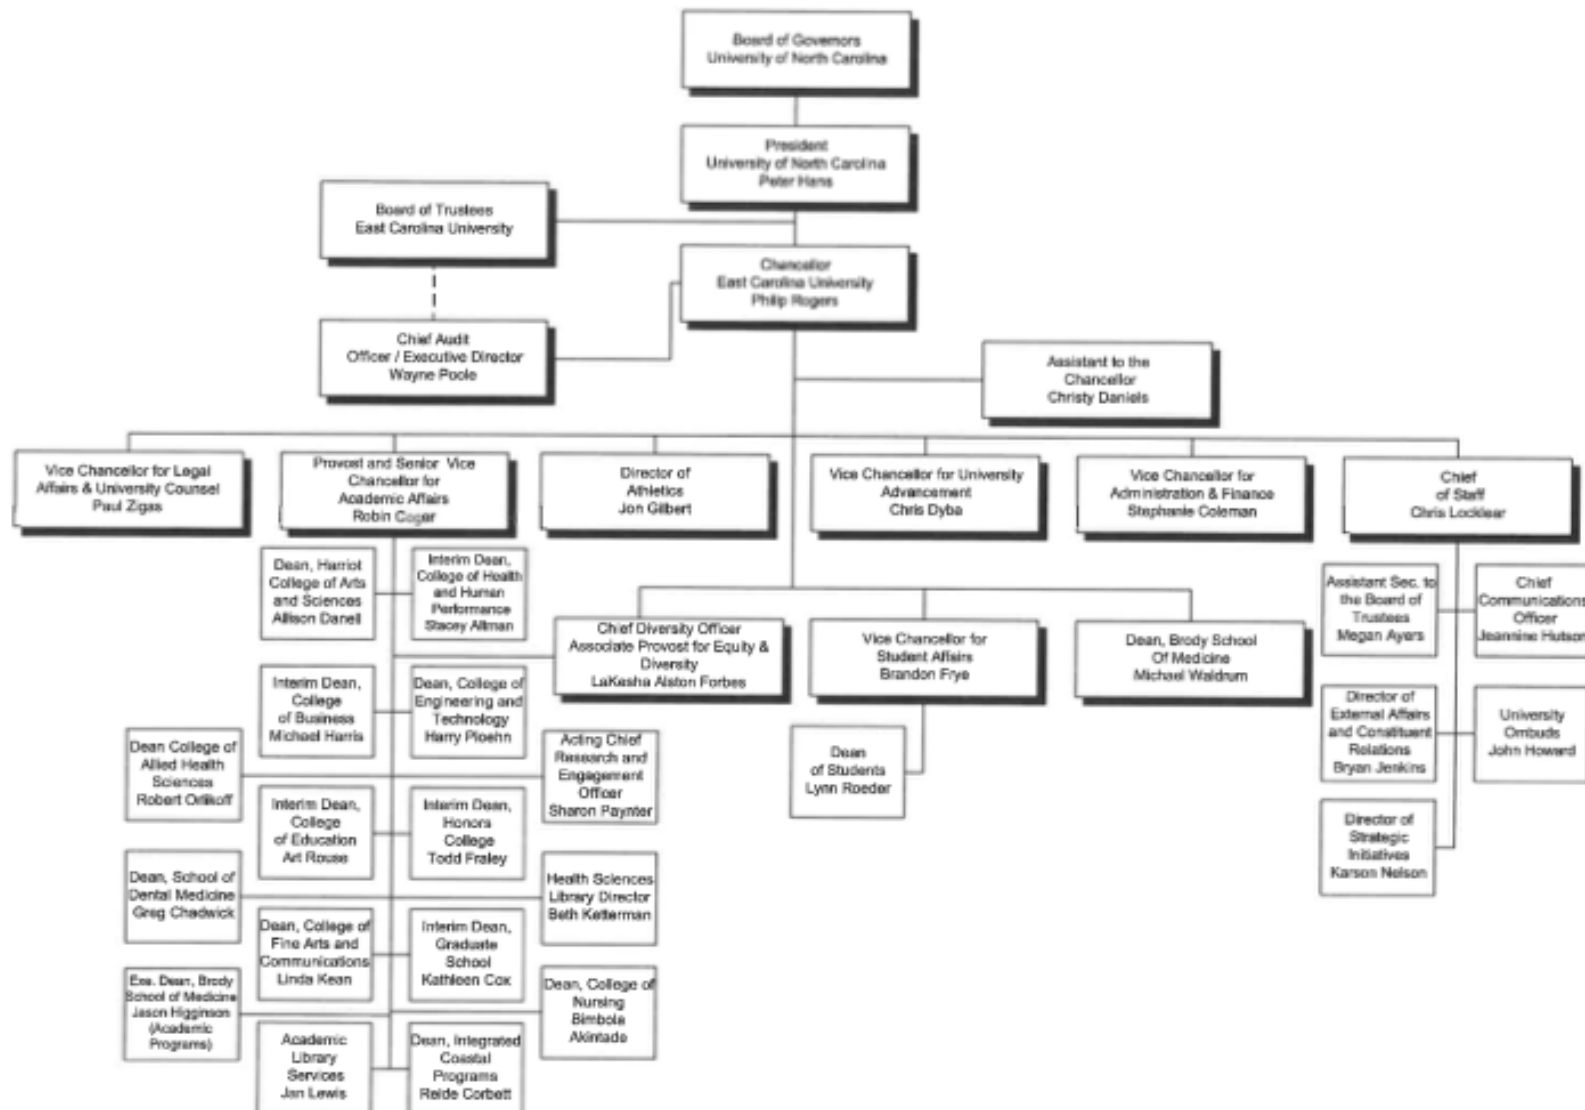 Board of Governors
University of North Carolina
President
University of North Carolina
Peter Hans
Board of Trustees
East Carolina University
Chancellor
East Carolina University
Philip Rogers
Chief Audit
Officer / Executive Director
Wayne Poole
Assistant to the
Chancellor
Christy Daniels
Vice Chancellor for Legal
Affairs & University Counsel
Paul Zigas
Provost and Senior Vice
Chancellor for
Academic Affairs
Robin Coger
Director of
Athletics
Jon Gilbert
Vice Chancellor for University
Advancement
Chris Dyba
Vice Chancellor for
Administration & Finance
Stephanie Coleman
Chief
of Staff
Chris Locklear
Dean, Harriot
College of Arts
and Sciences
Allison Danell
Interim Dean,
College of Health
and Human
Performance
Stacey Altman
Chief Diversity Officer
Associate Provost for Equity &
Diversity
LaKesha Alston Forbes
Vice Chancellor for
Student Affairs
Brandon Frye
Dean, Brody School
Of Medicine
Michael Waldrum
Assistant Sec. to
the Board of
Trustees
Megan Ayers
Chief
Communications
Officer
Jeannine Hutson
Interim Dean,
College
of Business
Michael Harris
Dean, College of
Engineering and
Technology
Harry Ploehn
Director of
External Affairs
and Constituent
Relations
Bryan Jenkins
University
Ombuds
John Howard
Dean College of
Allied Health
Sciences
Robert Orlikoff
Acting Chief
Research and
Engagement
Officer
Sharon Paynter
Dean
of Students
Lynn Roeder
Interim Dean,
College
of Education
Art Rouse
Interim Dean,
Honors
College
Todd Fraley
Director of
Strategic
Initiatives
Karson Nelson
Dean, School of
Dental Medicine
Greg Chadwick
Health Sciences
Library Director
Beth Ketterman
Dean, College of
Fine Arts and
Communications
Linda Kean
Interim Dean,
Graduate
School
Kathleen Cox
Exe. Dean, Brody
School of Medicine
Jason Higginson
(Academic
Programs)
Dean, College of
Nursing
Bimbola
Akintade
Academic
Library
Services
Jan Lewis
Dean, Integrated
Coastal
Programs
Reide Corbett